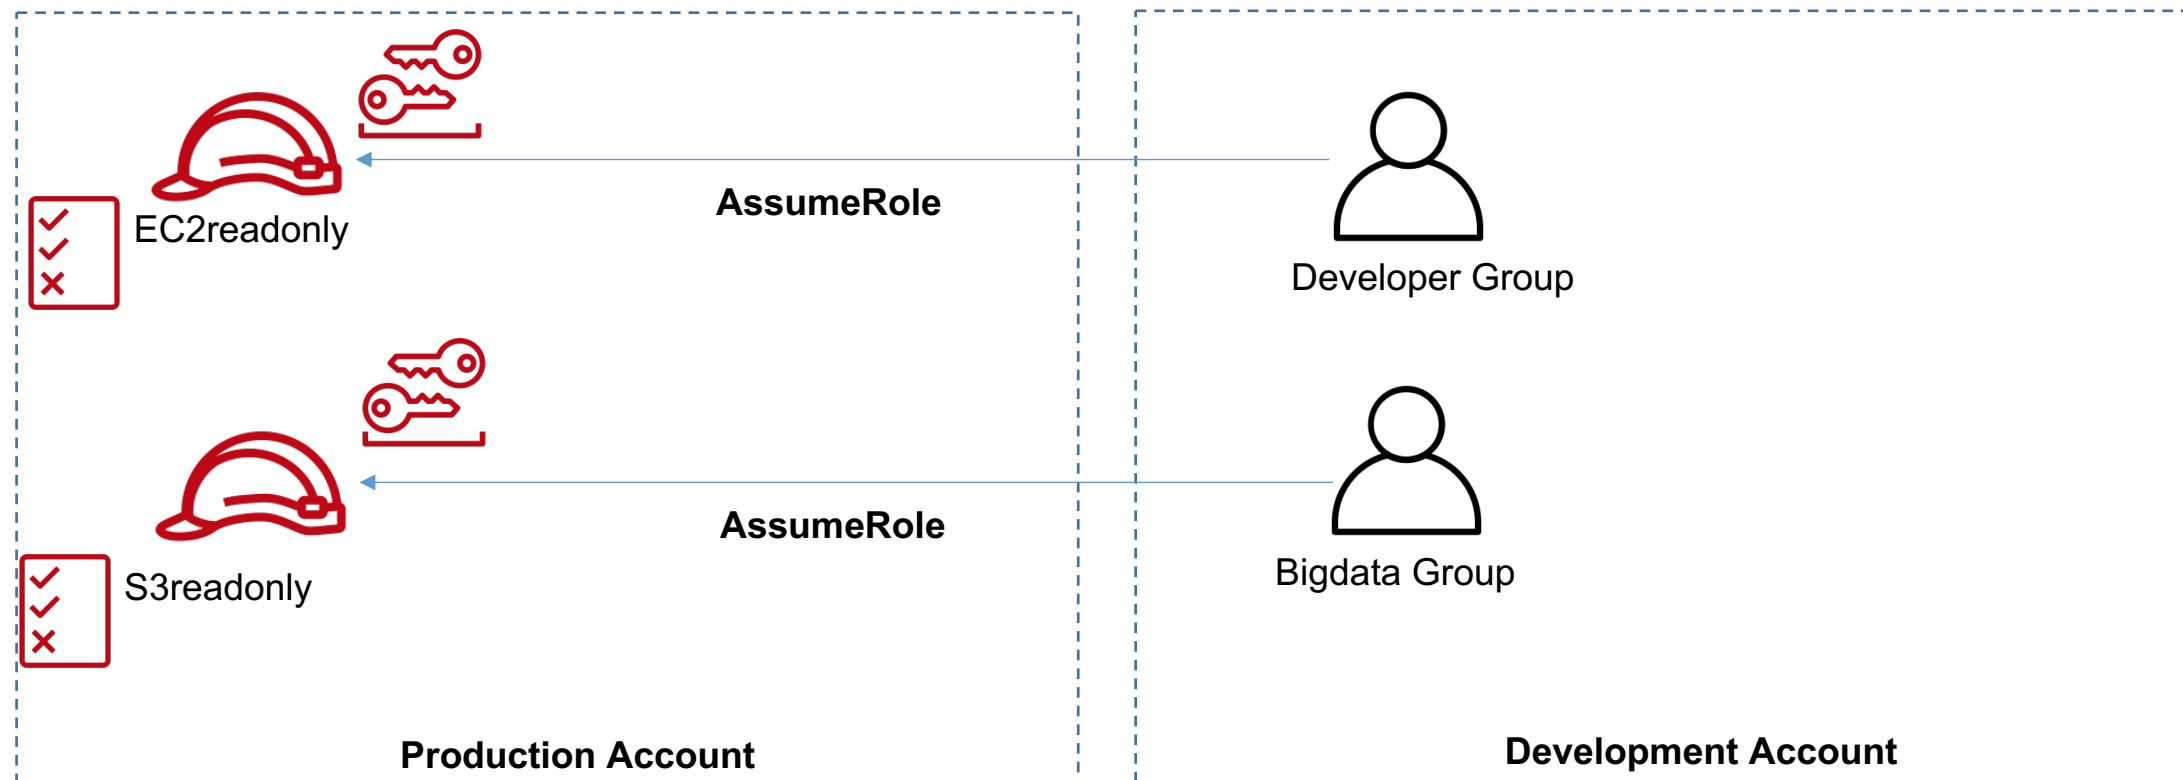 AssumeRole
EC2readonly
Developer Group
AssumeRole
Bigdata Group
S3readonly
Production Account
Development Account